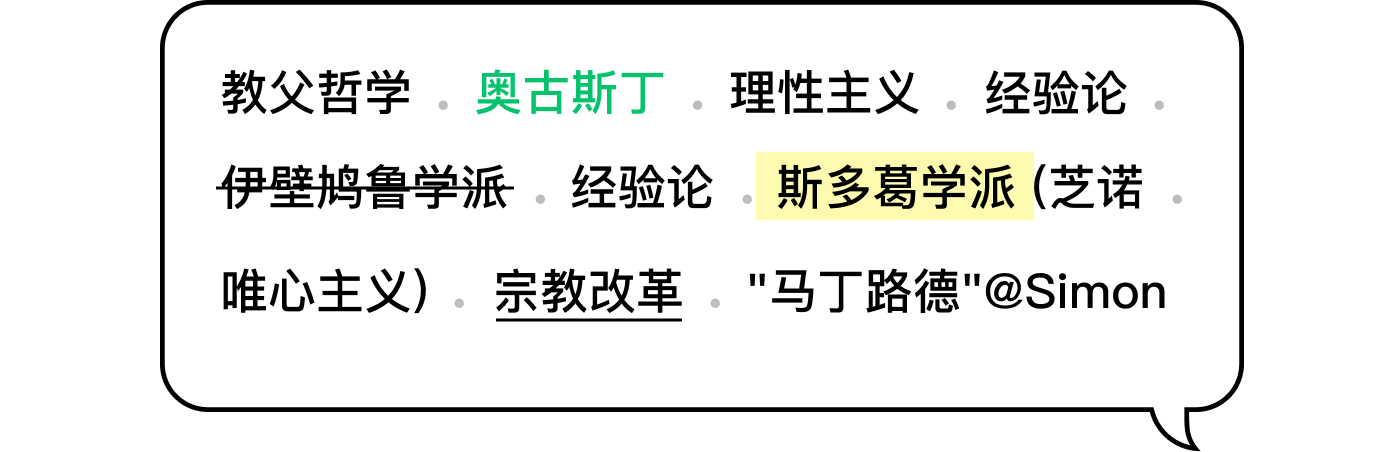 教父哲学 . 奥古斯丁 . 理性主义 . 经验论 .
伊壁鸠鲁学派 . 经验论 . 斯多葛学派 (芝诺 .
唯心主义) . 宗教改革 . "马丁路德"@Simon